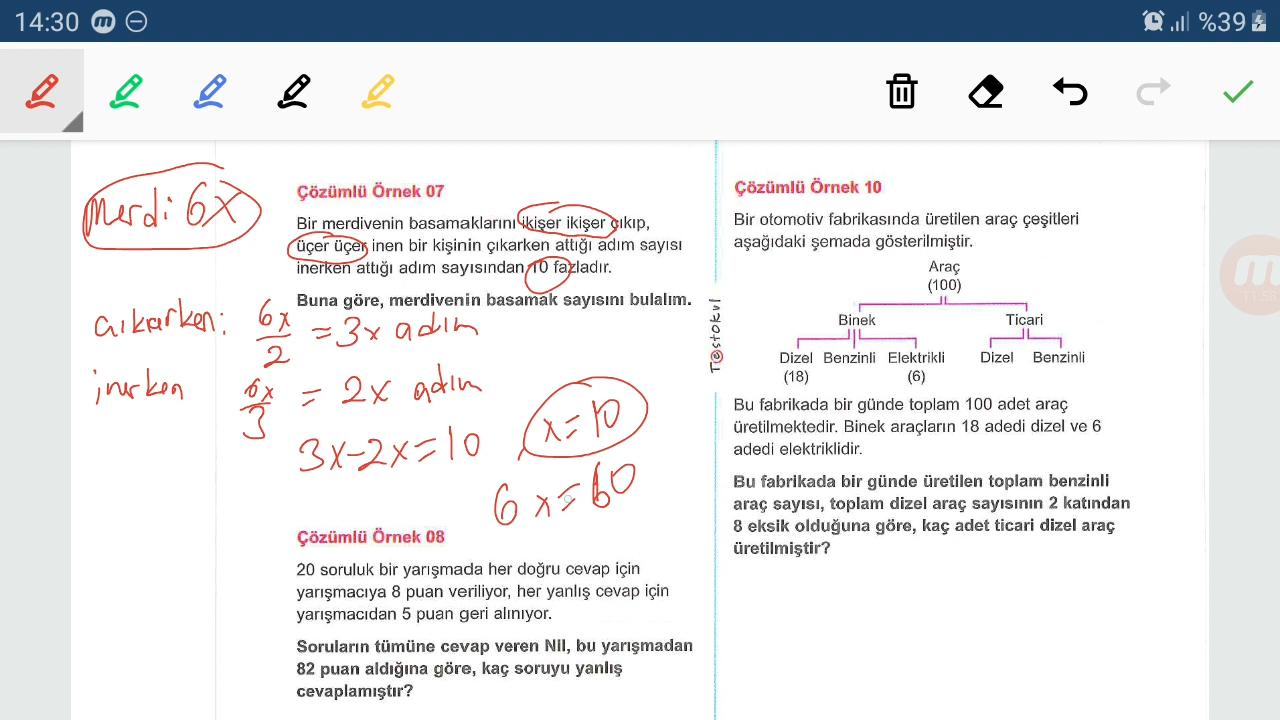 14:30
%39
Merdi 6x
Çözümlü Örnek 07
Bir merdivenin basamaklarını ikişer ikişer çıkıp,
üçer üçer inen bir kişinin çıkarken attığı adım sayısı
inerken attığı adım sayısından 10 fazladır.
Buna göre, merdivenin basamak sayısını bulalım.
çıkarken: 6x/2 = 3x adım
inerken 6x/3 = 2x adım
3x-2x=10
x=10
6x=60
Çözümlü Örnek 08
20 soruluk bir yarışmada her doğru cevap için
yarışmacıya 8 puan veriliyor, her yanlış cevap için
yarışmacıdan 5 puan geri alınıyor.
Soruların tümüne cevap veren Nil, bu yarışmadan
82 puan aldığına göre, kaç soruyu yanlış
cevaplamıştır?
Testokul
Çözümlü Örnek 10
Bir otomotiv fabrikasında üretilen araç çeşitleri
aşağıdaki şemada gösterilmiştir.
Araç
(100)
Binek Ticari
Dizel Benzinli Elektrikli Dizel Benzinli
(18) (6)
Bu fabrikada bir günde toplam 100 adet araç
üretilmektedir. Binek araçların 18 adedi dizel ve 6
adedi elektriklidir.
Bu fabrikada bir günde üretilen toplam benzinli
araç sayısı, toplam dizel araç sayısının 2 katından
8 eksik olduğuna göre, kaç adet ticari dizel araç
üretilmiştir?
11:58